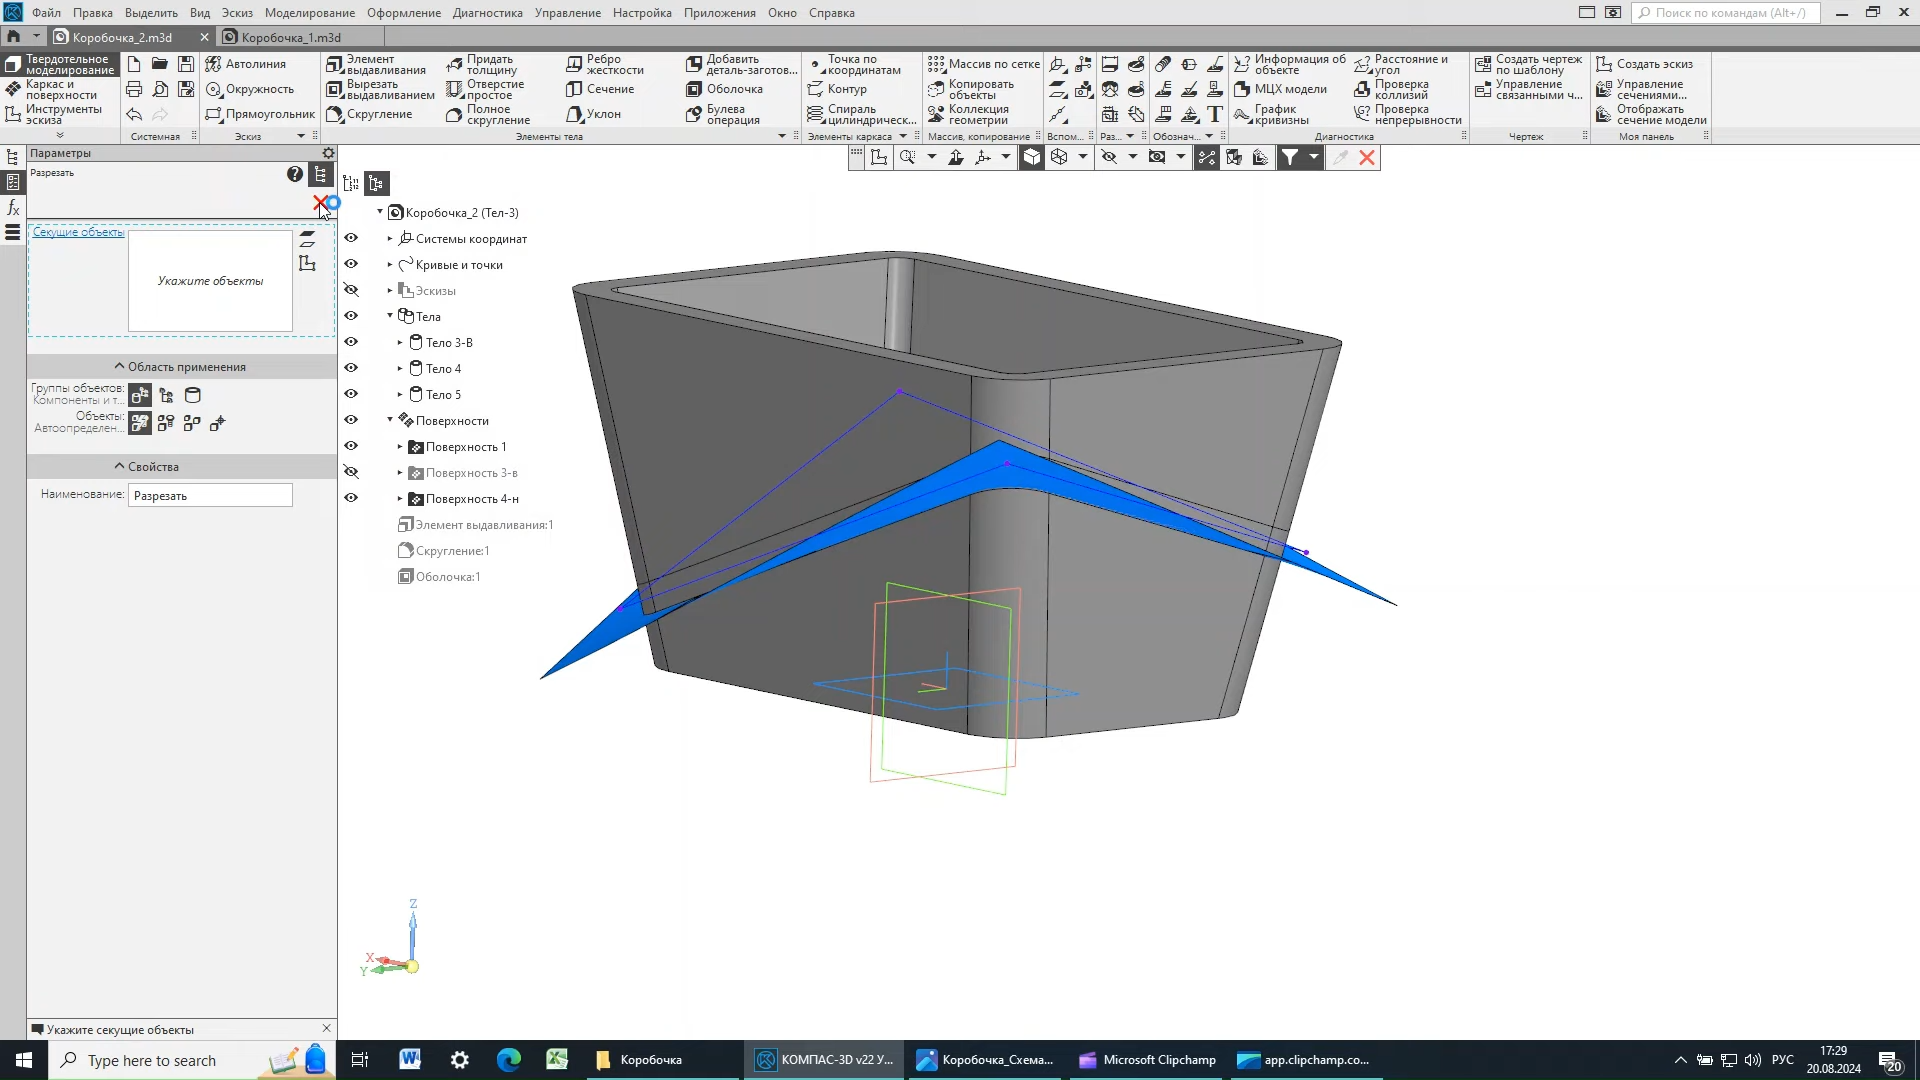 Файл Правка Выделить Вид Эскиз Моделирование Оформление Диагностика Управление Настройка Приложения Окно Справка
Поиск по командам (Alt+/)
Коробочка_2.m3d
Коробочка_1.m3d
Твердотельное моделирование
Каркас и поверхности
Инструменты эскиза
Системная
Автолиния
Окружность
Прямоугольник
Эскиз
Элемент выдавливания
Вырезать выдавливанием
Скругление
Придать толщину
Отверстие простое
Полное скругление
Ребро жесткости
Сечение
Уклон
Добавить деталь-заготов...
Оболочка
Булева операция
Элементы тела
Точка по координатам
Контур
Спираль цилиндрическ...
Элементы каркаса
Массив по сетке
Копировать объекты
Коллекция геометрии
Массив, копирование
Вспом...
Раз...
Обознач...
Информация об объекте
МЦХ модели
График кривизны
Расстояние и угол
Проверка коллизий
Проверка непрерывности
Диагностика
Создать чертеж по шаблону
Управление связанными ч...
Чертеж
Создать эскиз
Управление сечениями...
Отображать сечение модели
Моя панель
Параметры
Разрезать
Секущие объекты
Укажите объекты
Область применения
Группы объектов:
Компоненты и т...
Объекты:
Автоопределен...
Свойства
Наименование:
Разрезать
Укажите секущие объекты
Коробочка_2 (Тел-3)
Системы координат
Кривые и точки
Эскизы
Тела
Тело 3-В
Тело 4
Тело 5
Поверхности
Поверхность 1
Поверхность 3-в
Поверхность 4-н
Элемент выдавливания:1
Скругление:1
Оболочка:1
Z
X
Y
Type here to search
Коробочка
КОМПАС-3D v22 У...
Коробочка_Схема...
Microsoft Clipchamp
app.clipchamp.co...
РУС
17:29
20.08.2024
20